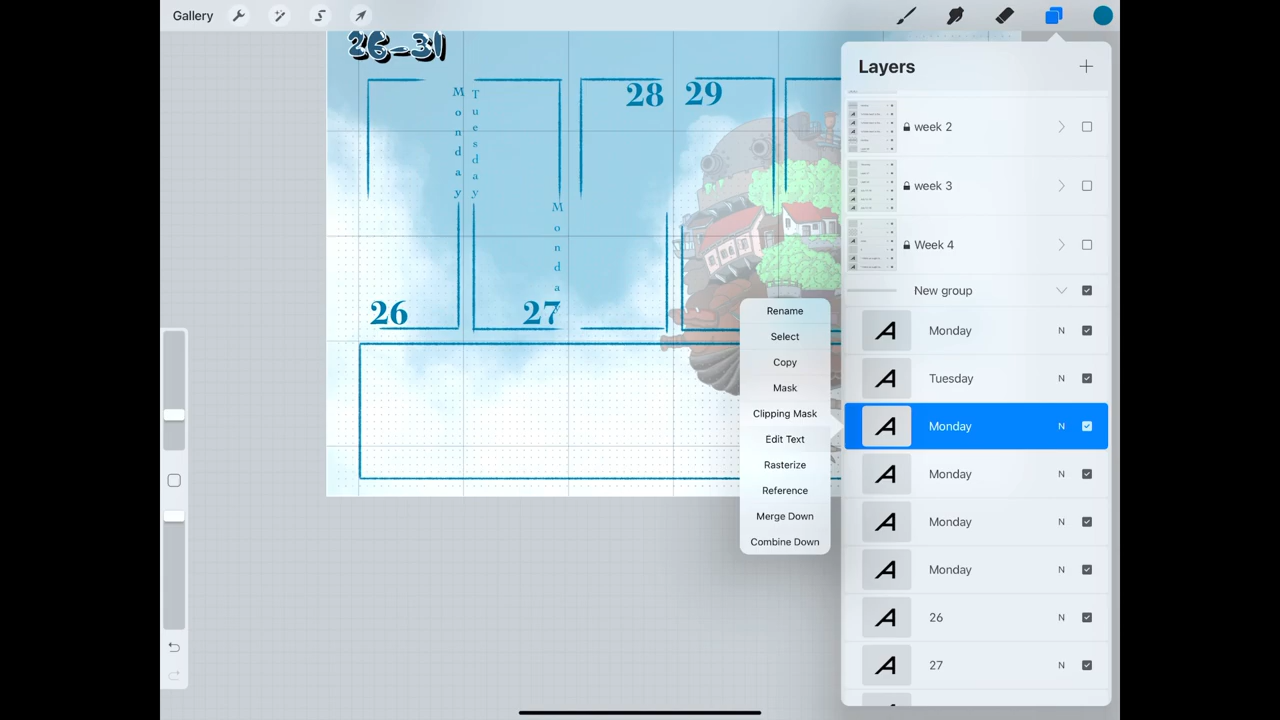 Gallery
26-31
28
29
Monday
Tuesday
Monda
26
27
Layers
week 2
week 3
Week 4
New group
Monday N
Tuesday N
Monday N
Monday N
Monday N
Monday N
26 N
27 N
Rename
Select
Copy
Mask
Clipping Mask
Edit Text
Rasterize
Reference
Merge Down
Combine Down